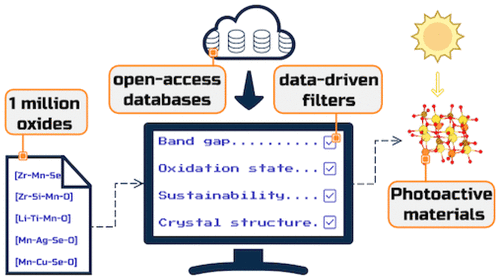 open-access
databases
data-driven
filters
1 million
oxides
[Zr-Mn-Se
[Zr-Si-Mn-O]
[Li-Ti-Mn-O]
[Mn-Ag-Se-O]
[Mn-Cu-Se-O]
Band gap..........
Oxidation state...
Sustainability....
Crystal structure.
Photoactive
materials